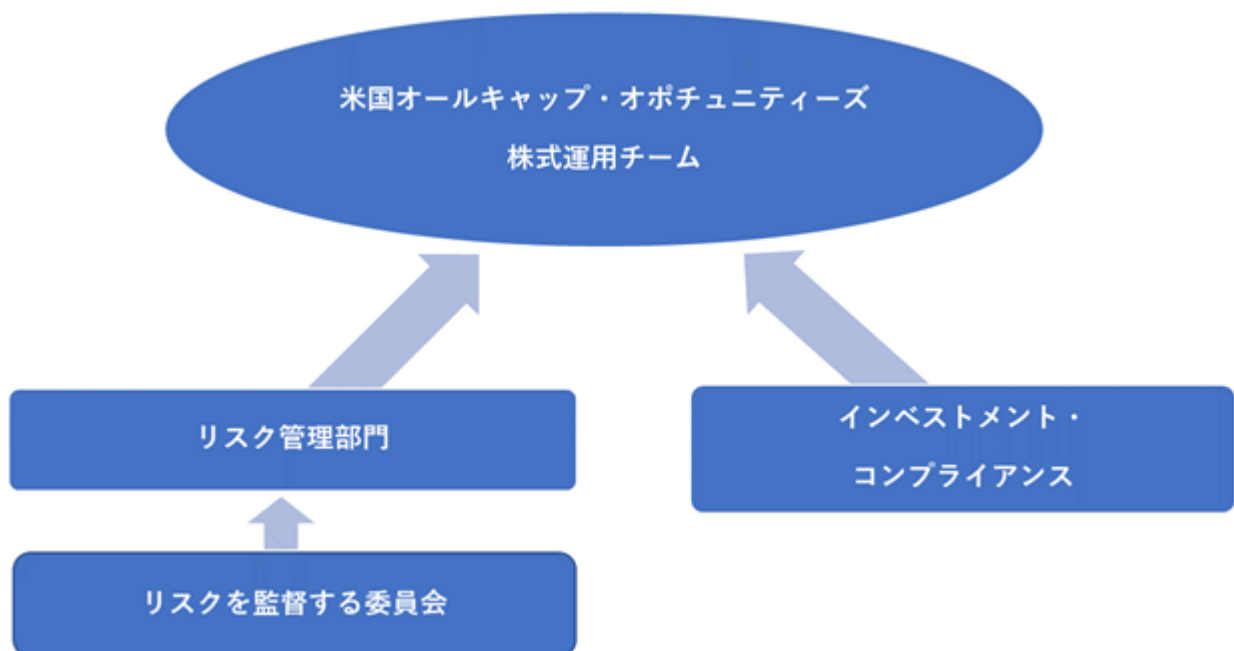 米国オールキャップ・オポチュニティーズ
株式運用チーム
リスク管理部門
インベストメント・
コンプライアンス
リスクを監督する委員会